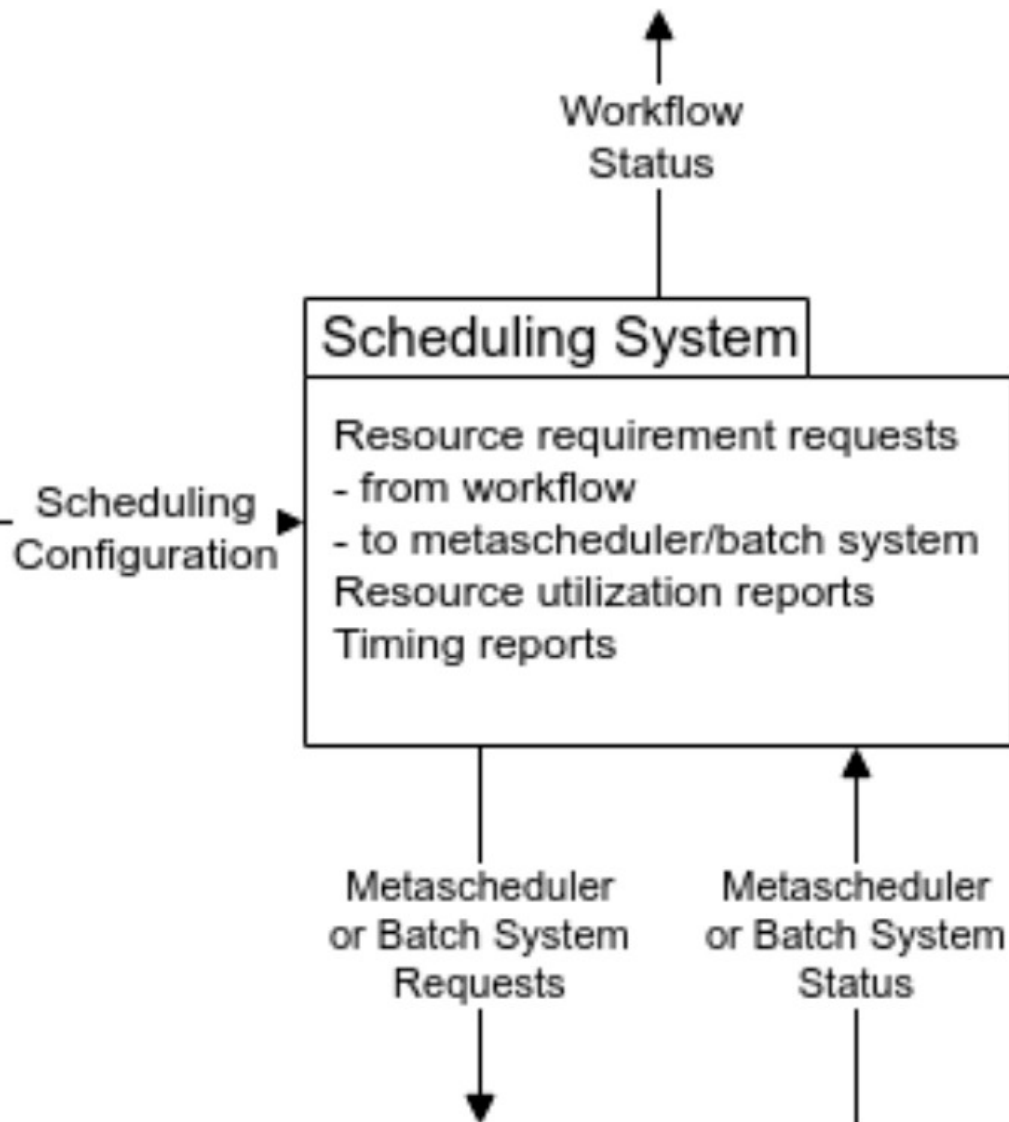 Workflow
Status
Scheduling System
Resource requirement requests
- from workflow
- to metascheduler/batch system
Resource utilization reports
Timing reports
Scheduling
Configuration
Metascheduler
or Batch System
Requests
Metascheduler
or Batch System
Status